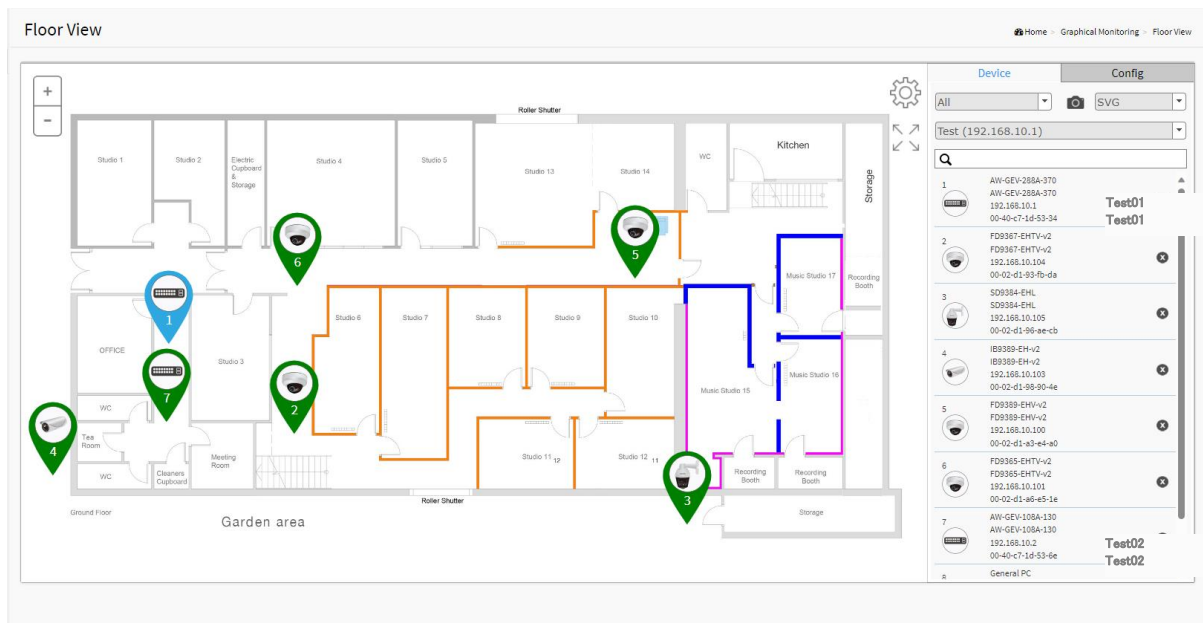 Floor View
Home > Graphical Monitoring > Floor View
+
-
Roller Shutter
Studio 1
Studio 2
Electric
Cupboard
&
Storage
Studio 4
Studio 5
Studio 13
Studio 14
WC
Kitchen
Storage
6
5
Music Studio 17
Recording
Booth
1
OFFICE
Studio 3
Studio 6
Studio 7
Studio 8
Studio 9
Studio 10
Music Studio 15
Music Studio 16
7
2
4
WC
Tea
Room
WC
Cleaners
Cupboard
Meeting
Room
Studio 11 12
Studio 12 11
3
Recording
Booth
Recording
Booth
Roller Shutter
Ground Floor
Garden area
Storage
Device
Config
All
SVG
Test (192.168.10.1)
1
AW-GEV-288A-370
AW-GEV-288A-370
192.168.10.1
00-40-c7-1d-53-34
Test01
Test01
2
FD9367-EHTV-v2
FD9367-EHTV-v2
192.168.10.104
00-02-d1-93-fb-da
3
SD9384-EHL
SD9384-EHL
192.168.10.105
00-02-d1-96-ae-cb
4
IB9389-EH-v2
IB9389-EH-v2
192.168.10.103
00-02-d1-98-90-4e
5
FD9389-EHV-v2
FD9389-EHV-v2
192.168.10.100
00-02-d1-a3-e4-a0
6
FD9365-EHTV-v2
FD9365-EHTV-v2
192.168.10.101
00-02-d1-a6-e5-1e
7
AW-GEV-108A-130
AW-GEV-108A-130
192.168.10.2
00-40-c7-1d-53-6e
Test02
Test02
General PC